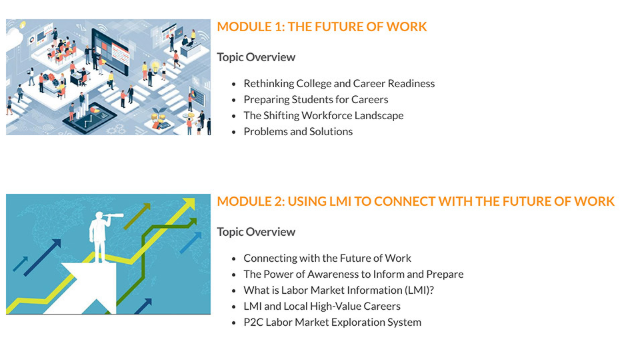 MODULE 1: THE FUTURE OF WORK
Topic Overview
• Rethinking College and Career Readiness
• Preparing Students for Careers
• The Shifting Workforce Landscape
• Problems and Solutions
MODULE 2: USING LMI TO CONNECT WITH THE FUTURE OF WORK
Topic Overview
• Connecting with the Future of Work
• The Power of Awareness to Inform and Prepare
• What is Labor Market Information (LMI)?
• LMI and Local High-Value Careers
• P2C Labor Market Exploration System